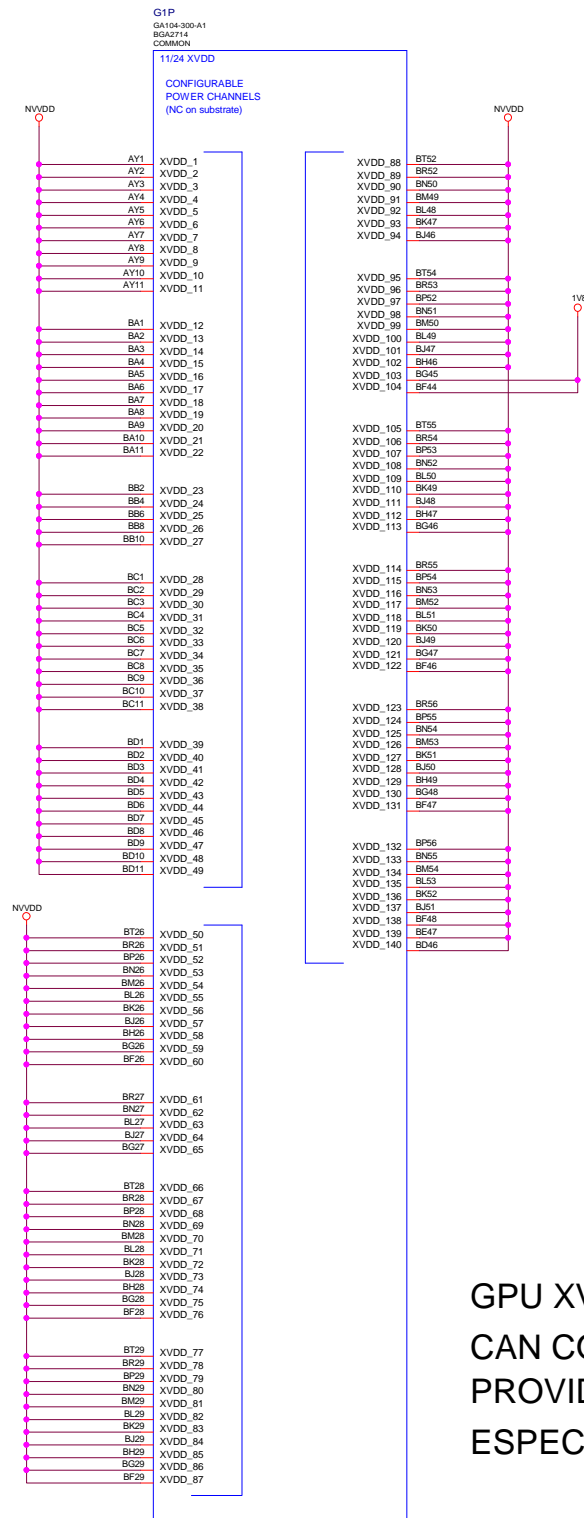 G1P
GA104-300-A1
BGA2714
COMMON
11/24 XVDD
CONFIGURABLE
POWER CHANNELS
(NC on substrate)
NVVDD
AY1 XVDD_1
AY2 XVDD_2
AY3 XVDD_3
AY4 XVDD_4
AY5 XVDD_5
AY6 XVDD_6
AY7 XVDD_7
AY8 XVDD_8
AY9 XVDD_9
AY10 XVDD_10
AY11 XVDD_11
BA1 XVDD_12
BA2 XVDD_13
BA3 XVDD_14
BA4 XVDD_15
BA5 XVDD_16
BA6 XVDD_17
BA7 XVDD_18
BA8 XVDD_19
BA9 XVDD_20
BA10 XVDD_21
BA11 XVDD_22
BB2 XVDD_23
BB4 XVDD_24
BB6 XVDD_25
BB8 XVDD_26
BB10 XVDD_27
BC1 XVDD_28
BC2 XVDD_29
BC3 XVDD_30
BC4 XVDD_31
BC5 XVDD_32
BC6 XVDD_33
BC7 XVDD_34
BC8 XVDD_35
BC9 XVDD_36
BC10 XVDD_37
BC11 XVDD_38
BD1 XVDD_39
BD2 XVDD_40
BD3 XVDD_41
BD4 XVDD_42
BD5 XVDD_43
BD6 XVDD_44
BD7 XVDD_45
BD8 XVDD_46
BD9 XVDD_47
BD10 XVDD_48
BD11 XVDD_49
NVVDD
BT26 XVDD_50
BR26 XVDD_51
BP26 XVDD_52
BN26 XVDD_53
BM26 XVDD_54
BL26 XVDD_55
BK26 XVDD_56
BJ26 XVDD_57
BH26 XVDD_58
BG26 XVDD_59
BF26 XVDD_60
BR27 XVDD_61
BN27 XVDD_62
BL27 XVDD_63
BJ27 XVDD_64
BG27 XVDD_65
BT28 XVDD_66
BR28 XVDD_67
BP28 XVDD_68
BN28 XVDD_69
BM28 XVDD_70
BL28 XVDD_71
BK28 XVDD_72
BJ28 XVDD_73
BH28 XVDD_74
BG28 XVDD_75
BF28 XVDD_76
BT29 XVDD_77
BR29 XVDD_78
BP29 XVDD_79
BN29 XVDD_80
BM29 XVDD_81
BL29 XVDD_82
BK29 XVDD_83
BJ29 XVDD_84
BH29 XVDD_85
BG29 XVDD_86
BF29 XVDD_87
NVVDD
XVDD_88 BT52
XVDD_89 BR52
XVDD_90 BN50
XVDD_91 BM49
XVDD_92 BL48
XVDD_93 BK47
XVDD_94 BJ46
XVDD_95 BT54
XVDD_96 BR53
XVDD_97 BP52
XVDD_98 BN51
XVDD_99 BM50
XVDD_100 BL49
XVDD_101 BJ47
XVDD_102 BH46
XVDD_103 BG45
XVDD_104 BF44
XVDD_105 BT55
XVDD_106 BR54
XVDD_107 BP53
XVDD_108 BN52
XVDD_109 BL50
XVDD_110 BK49
XVDD_111 BJ48
XVDD_112 BH47
XVDD_113 BG46
XVDD_114 BR55
XVDD_115 BP54
XVDD_116 BN53
XVDD_117 BM52
XVDD_118 BL51
XVDD_119 BK50
XVDD_120 BJ49
XVDD_121 BG47
XVDD_122 BF46
XVDD_123 BR56
XVDD_124 BP55
XVDD_125 BN54
XVDD_126 BM53
XVDD_127 BK51
XVDD_128 BJ50
XVDD_129 BH49
XVDD_130 BG48
XVDD_131 BF47
XVDD_132 BP56
XVDD_133 BN55
XVDD_134 BM54
XVDD_135 BL53
XVDD_136 BK52
XVDD_137 BJ51
XVDD_138 BF48
XVDD_139 BE47
XVDD_140 BD46
GPU
CAN